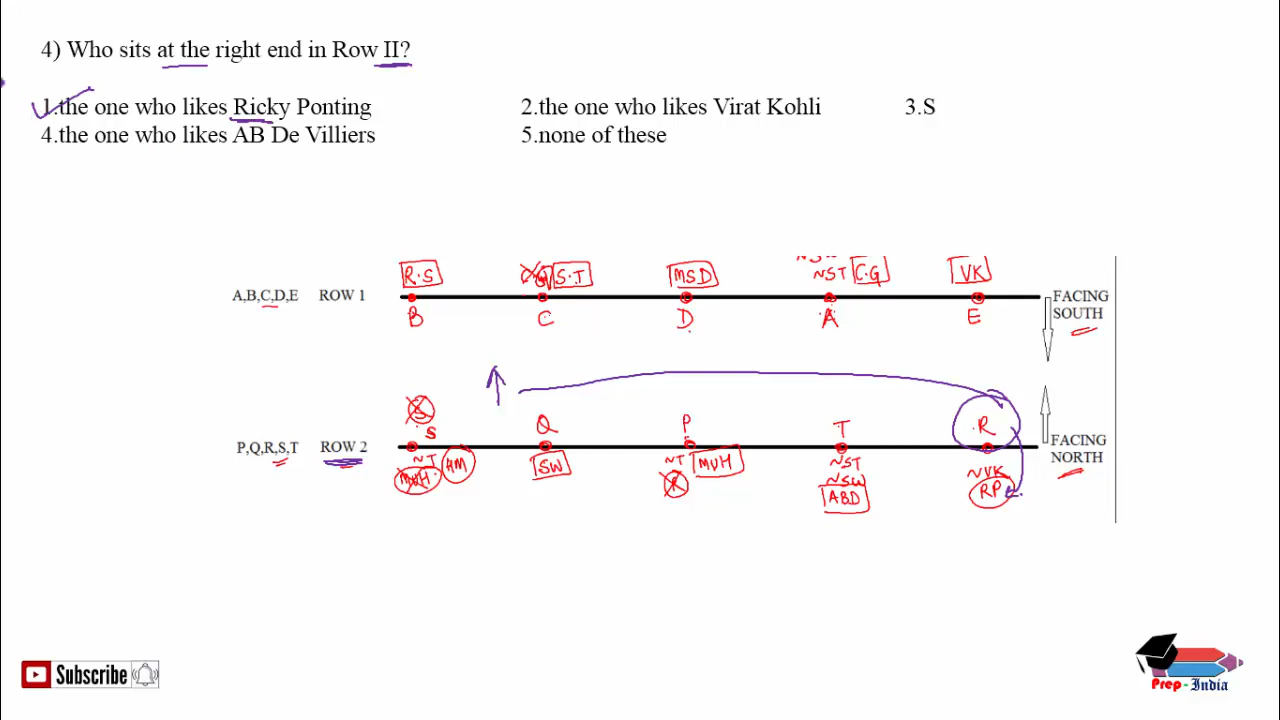 4) Who sits at the right end in Row II?
1.the one who likes Ricky Ponting 2.the one who likes Virat Kohli 3.S
4.the one who likes AB De Villiers 5.none of these
R.S S.T MSD NST C.G VK
A,B,C,D,E ROW 1 FACING
SOUTH
B C D A E
S Q P T R
P,Q,R,S,T ROW 2 FACING
NORTH
NT HM SW NT MVH NST NVK
MVH R NSW RP
ABD
Subscribe
Prep-India